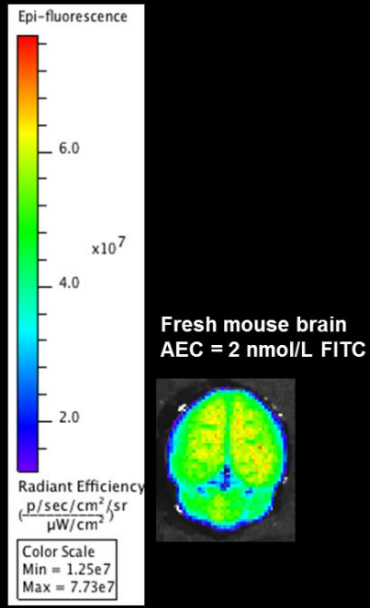 Epi-fluorescence
6.0
x10^7
4.0
Fresh mouse brain
AEC = 2 nmol/L FITC
2.0
Radiant Efficiency
(p/sec/cm²/sr
µW/cm²)
Color Scale
Min = 1.25e7
Max = 7.73e7